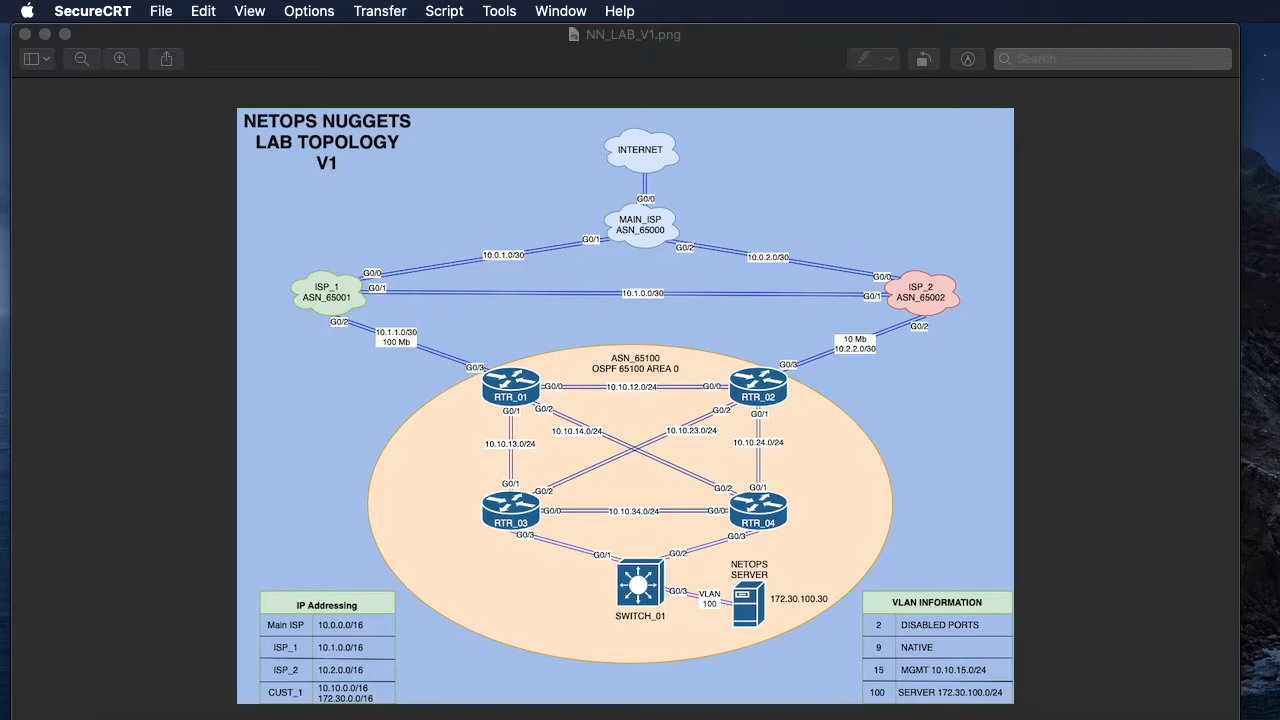 SecureCRT File Edit View Options Transfer Script Tools Window Help
NN_LAB_V1.png
Search
NETOPS NUGGETS
LAB TOPOLOGY
V1
INTERNET
G0/0
MAIN_ISP
ASN_65000
G0/1
G0/2
10.0.1.0/30
10.0.2.0/30
G0/0
G0/0
ISP_1
ASN_65001
G0/1
10.1.0.0/30
G0/1
ISP_2
ASN_65002
G0/2
G0/2
10.1.1.0/30
100 Mb
10 Mb
10.2.2.0/30
ASN_65100
OSPF 65100 AREA 0
G0/3
G0/3
RTR_01
G0/0
10.10.12.0/24
G0/0
RTR_02
G0/1
G0/2
G0/2
G0/1
10.10.14.0/24
10.10.23.0/24
10.10.13.0/24
10.10.24.0/24
G0/1
G0/2
G0/2
G0/1
RTR_03
G0/0
10.10.34.0/24
G0/0
RTR_04
G0/3
G0/3
G0/1
G0/2
SWITCH_01
G0/3
VLAN
100
NETOPS
SERVER
172.30.100.30
IP Addressing
Main ISP 10.0.0.0/16
ISP_1 10.1.0.0/16
ISP_2 10.2.0.0/16
CUST_1 10.10.0.0/16
172.30.0.0/16
VLAN INFORMATION
2 DISABLED PORTS
9 NATIVE
15 MGMT 10.10.15.0/24
100 SERVER 172.30.100.0/24